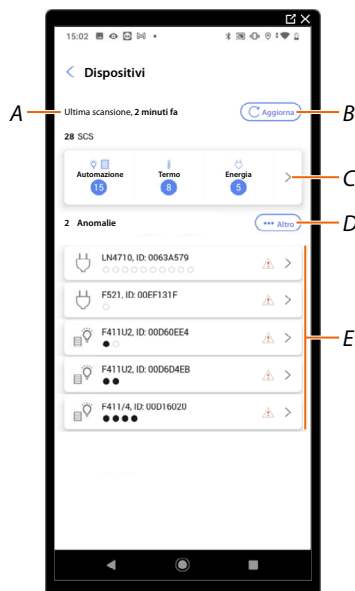 15:02
Dispositivi
A
Ultima scansione, 2 minuti fa
Aggiorna
B
28 SCS
Automazione
Termo
Energia
15
8
5
C
2 Anomalie
••• Altro
D
LN4710, ID: 0063A579
F521, ID: 00EF131F
F411U2, ID: 00D60EE4
E
F411U2, ID: 00D6D4EB
F411/4, ID: 00D16020